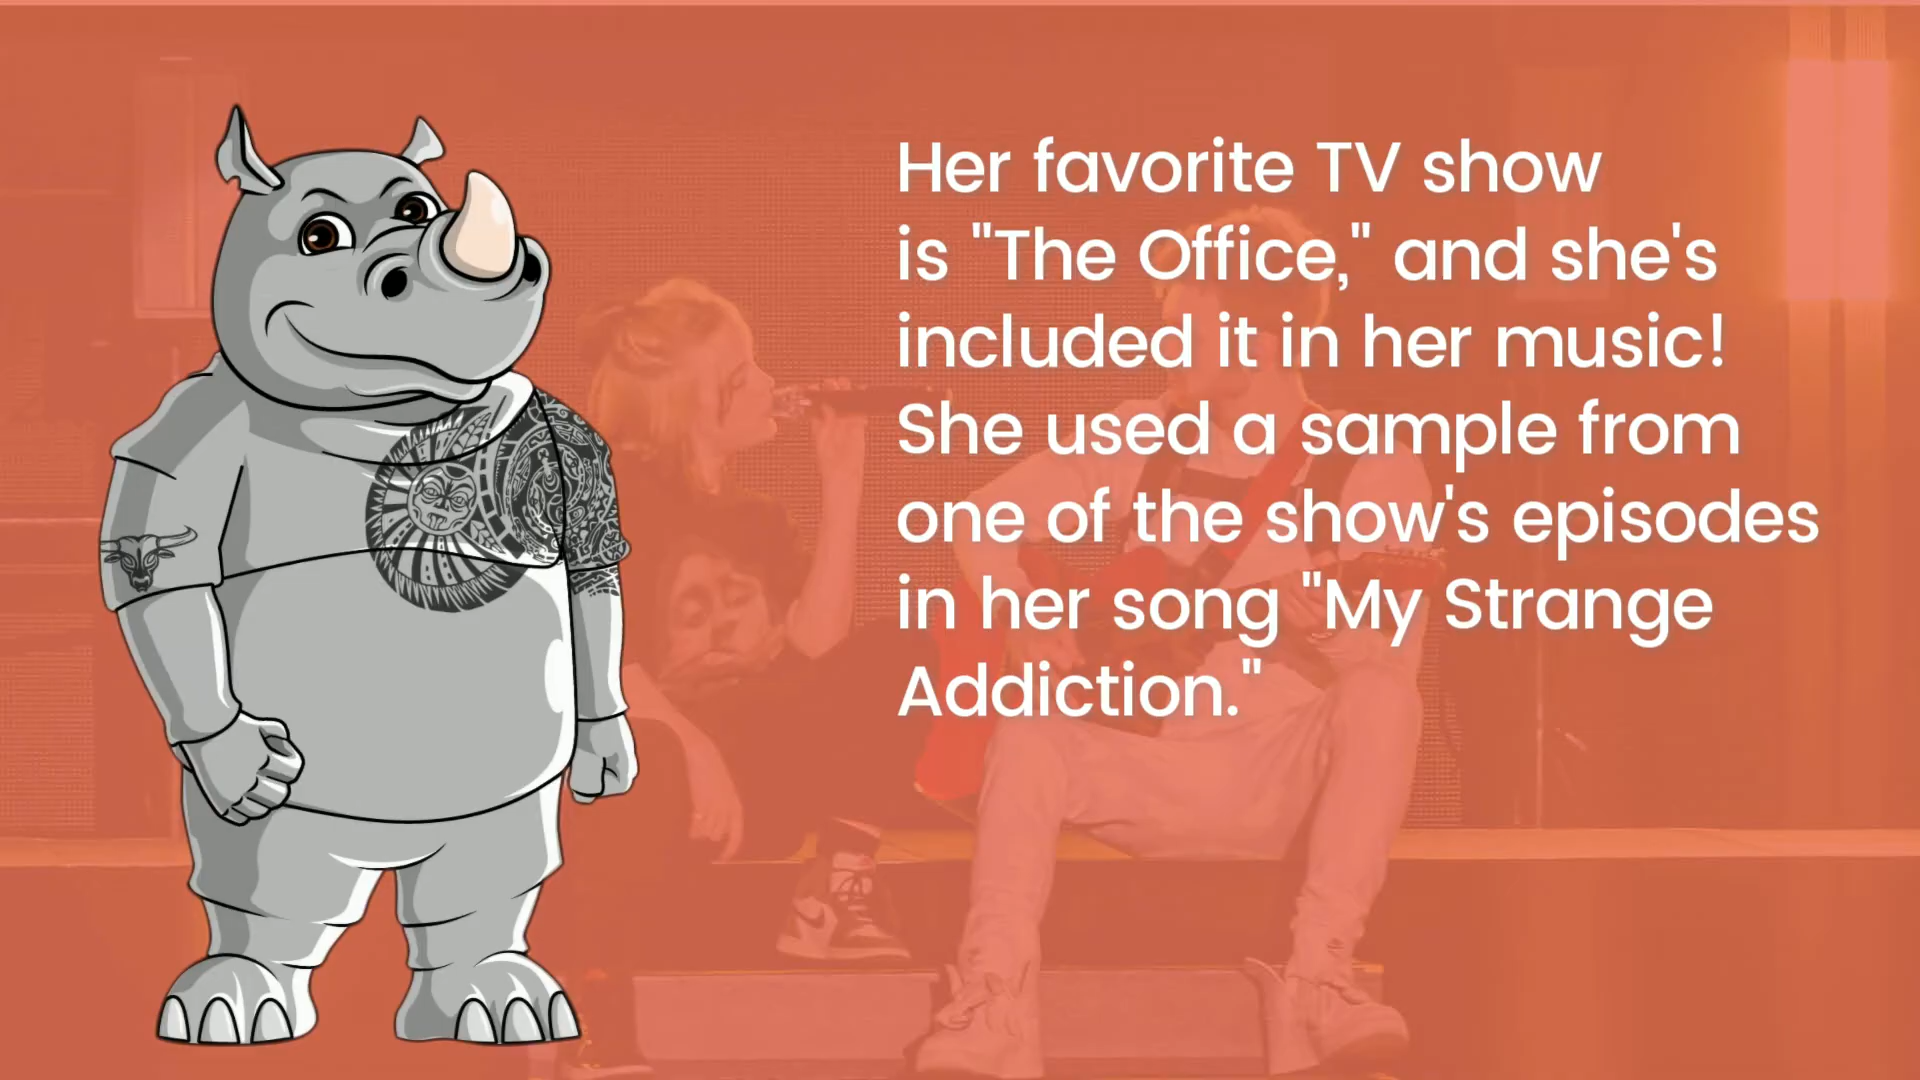 Her favorite TV show
is "The Office," and she's
included it in her music!
She used a sample from
one of the show's episodes
in her song "My Strange
Addiction."